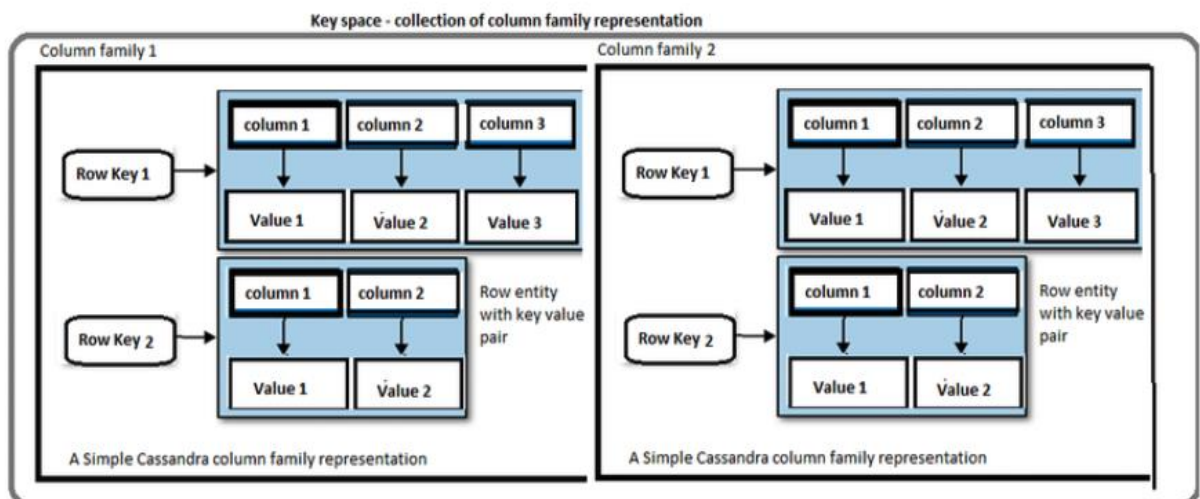 Key space - collection of column family representation
Column family 1
column 1
column 2
column 3
Row Key 1
Value 1
Value 2
Value 3
column 1
column 2
Row entity
with key value
pair
Row Key 2
Value 1
Value 2
A Simple Cassandra column family representation
Column family 2
column 1
column 2
column 3
Row Key 1
Value 1
Value 2
Value 3
column 1
column 2
Row entity
with key value
pair
Row Key 2
Value 1
Value 2
A Simple Cassandra column family representation